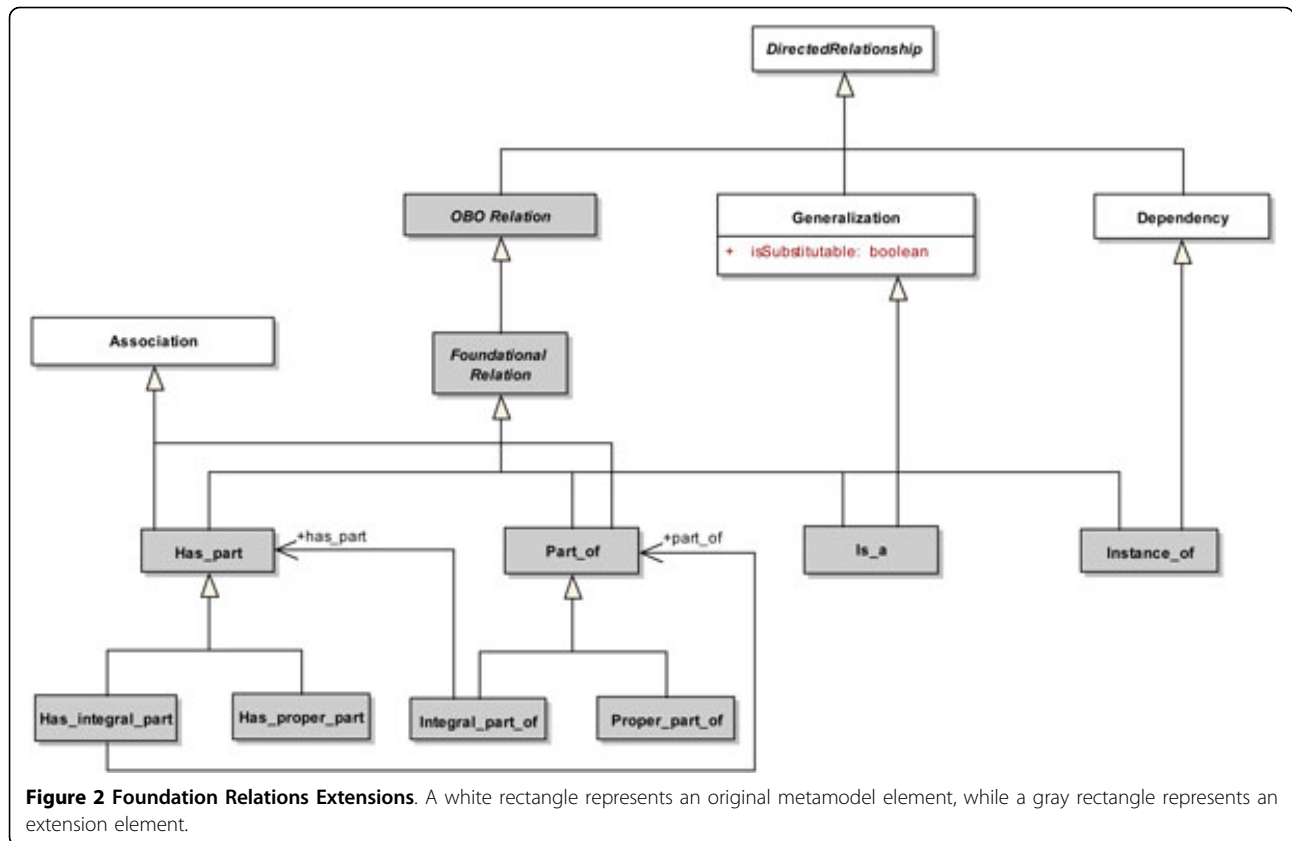 DirectedRelationship
OBO Relation
Generalization
+ isSubstitutable: boolean
Dependency
Association
Foundational
Relation
Has_part
+has_part
Part_of
+part_of
Is_a
Instance_of
Has_integral_part
Has_proper_part
Integral_part_of
Proper_part_of
Figure 2 Foundation Relations Extensions. A white rectangle represents an original metamodel element, while a gray rectangle represents an
extension element.